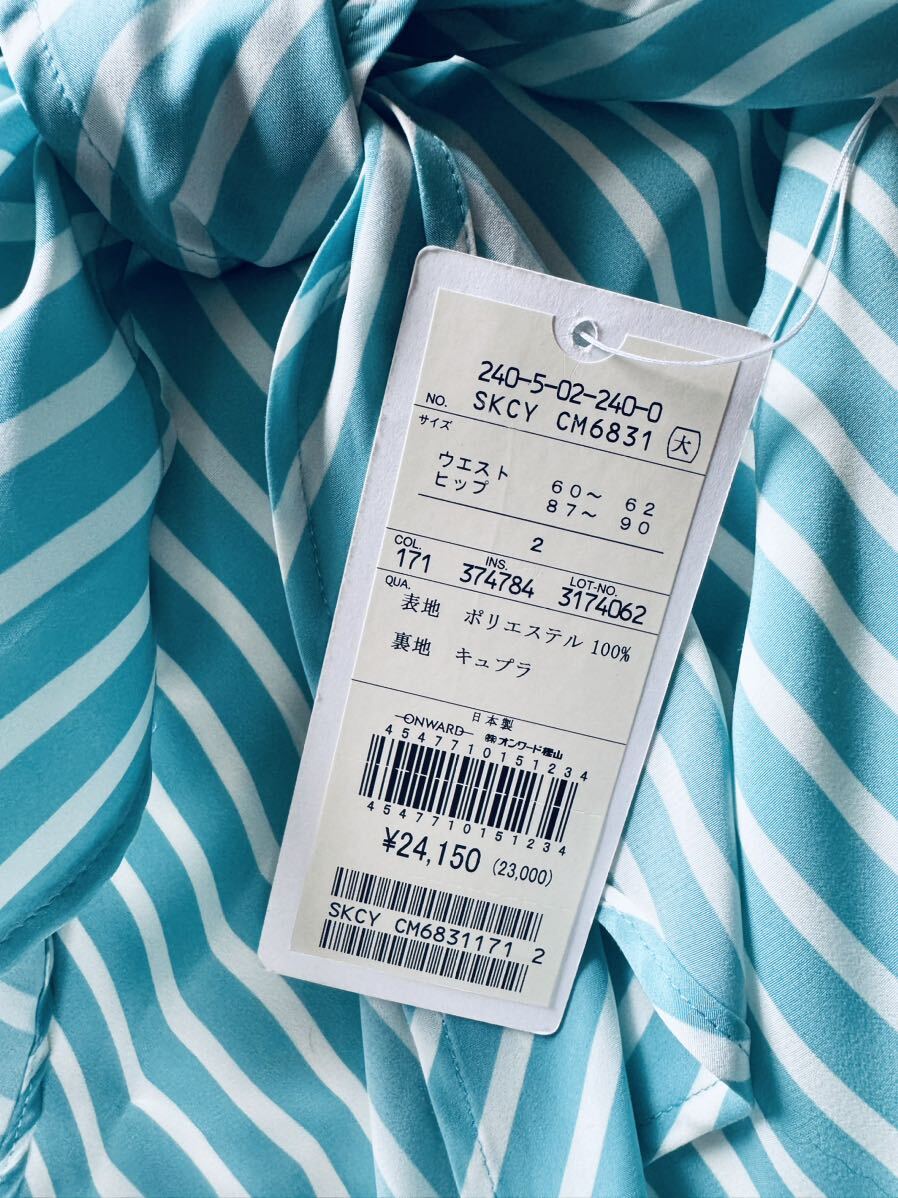 240-5-02-240-0
NO. SKCY CM6831 大
サイズ
ウエスト 60～ 62
ヒップ 87～ 90
2
COL. INS. LOT-NO.
171 374784 3174062
QUA.
表地 ポリエステル 100%
裏地 キュプラ
日本製
ONWARD ㈱オンワード樫山
4547710151234
4547710151234
¥24,150 (23,000)
SKCY CM6831171 2